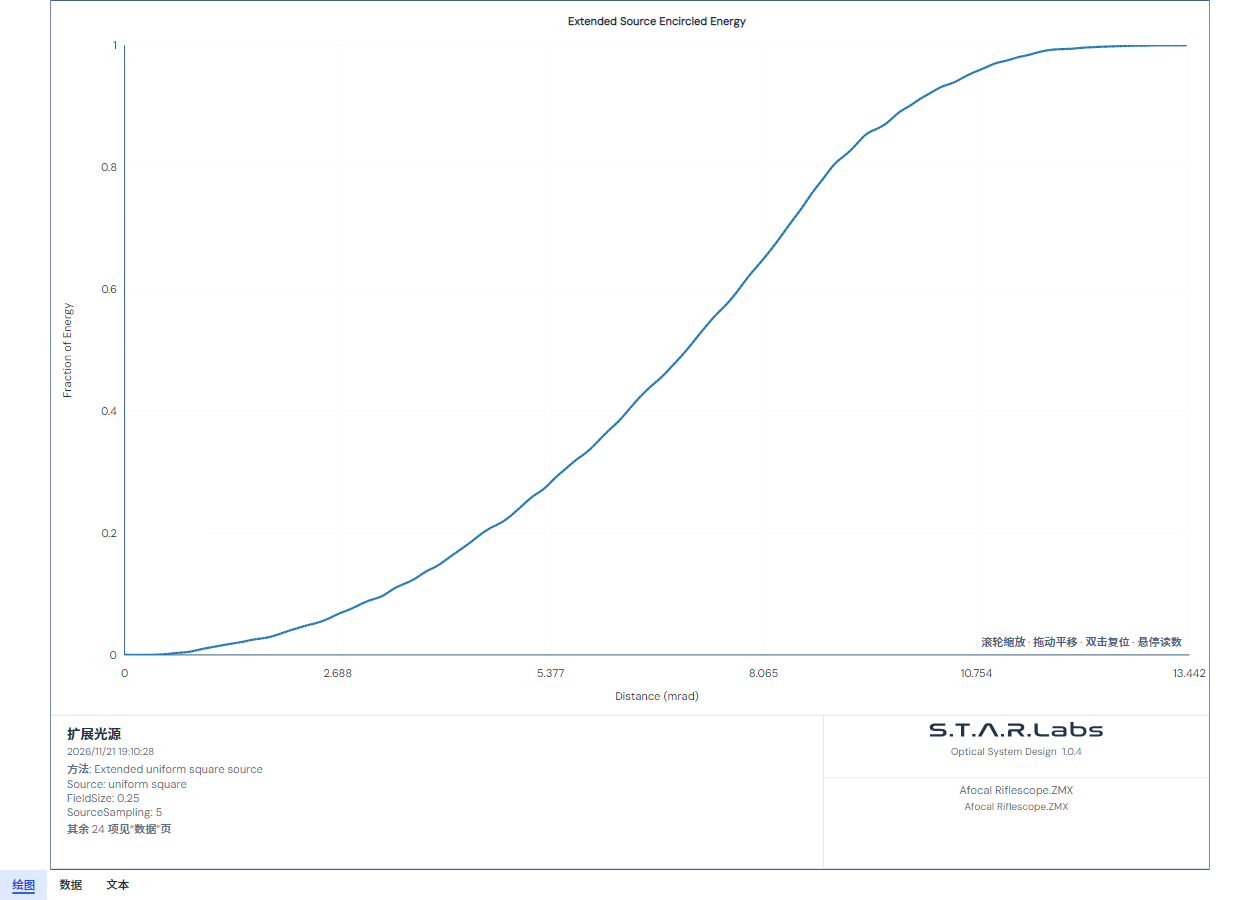 Extended Source Encircled Energy
1
0.8
0.6
0.4
0.2
0
Fraction of Energy
滚轮缩放 · 拖动平移 · 双击复位 · 悬停读数
0 2.688 5.377 8.065 10.754 13.442
Distance (mrad)
扩展光源
2026/11/21 19:10:28
方法: Extended uniform square source
Source: uniform square
FieldSize: 0.25
SourceSampling: 5
其余 24 项见"数据"页
S.T.A.R.Labs
Optical System Design 1.0.4
Afocal Riflescope.ZMX
Afocal Riflescope.ZMX
绘图 数据 文本